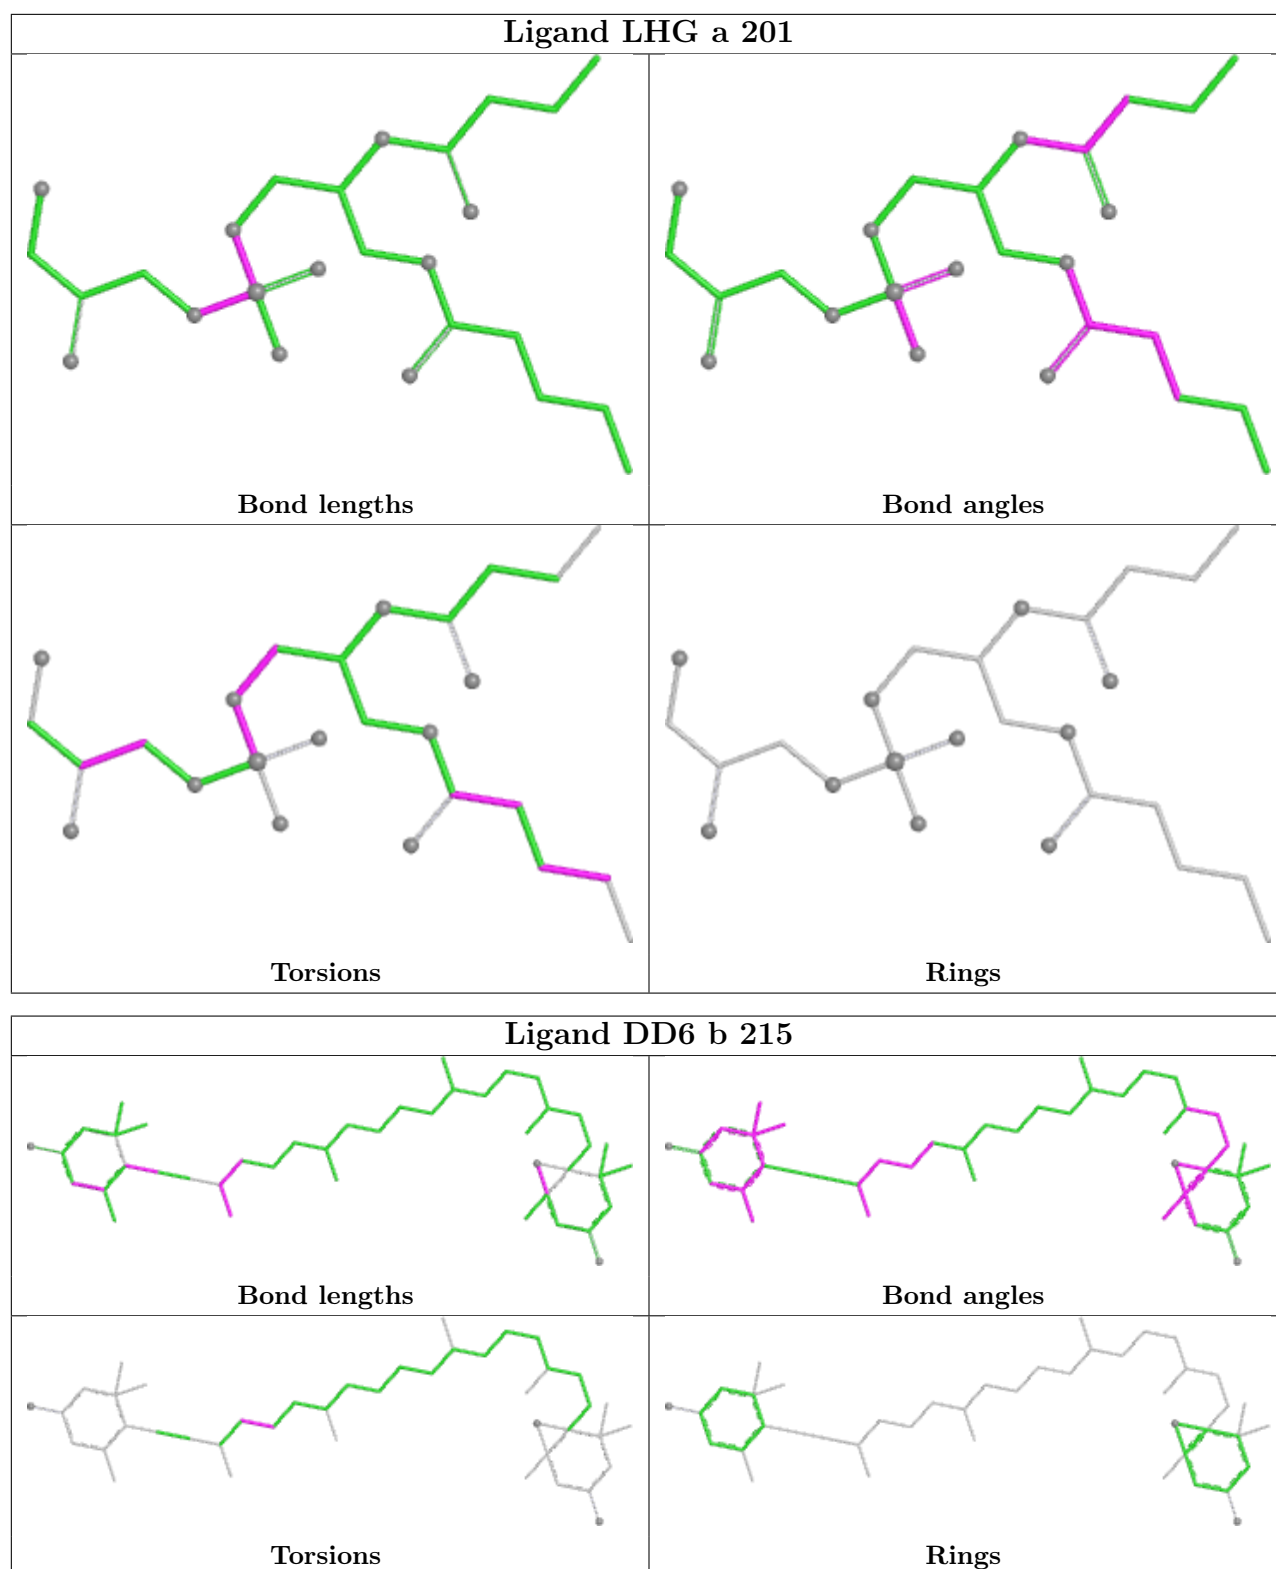 Ligand LHG a 201
Bond lengths
Bond angles
Torsions
Rings
Ligand DD6 b 215
Bond lengths
Bond angles
Torsions
Rings